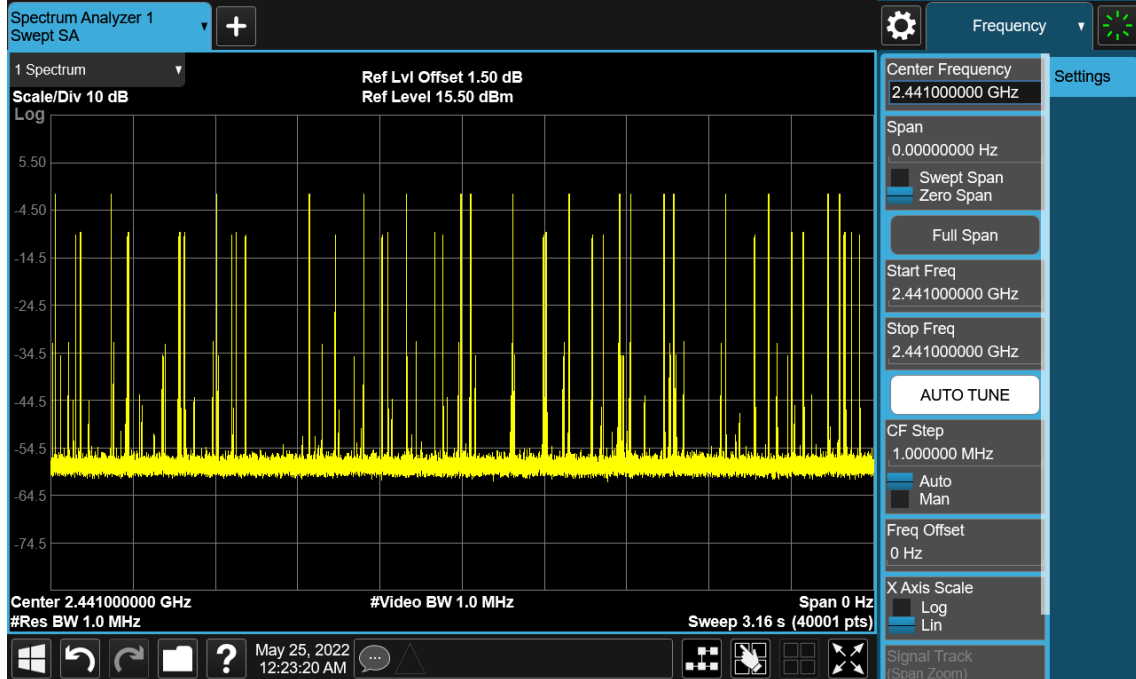 Spectrum Analyzer 1
Swept SA
Frequency
1 Spectrum
Scale/Div 10 dB
Log
Ref Lvl Offset 1.50 dB
Ref Level 15.50 dBm
5.50
-4.50
-14.5
-24.5
-34.5
-44.5
-54.5
-64.5
-74.5
Center 2.441000000 GHz
#Video BW 1.0 MHz
Span 0 Hz
#Res BW 1.0 MHz
Sweep 3.16 s (40001 pts)
Settings
Center Frequency
2.441000000 GHz
Span
0.00000000 Hz
Swept Span
Zero Span
Full Span
Start Freq
2.441000000 GHz
Stop Freq
2.441000000 GHz
AUTO TUNE
CF Step
1.000000 MHz
Auto
Man
Freq Offset
0 Hz
X Axis Scale
Log
Lin
Signal Track
(Span Zoom)
?
May 25, 2022
12:23:20 AM